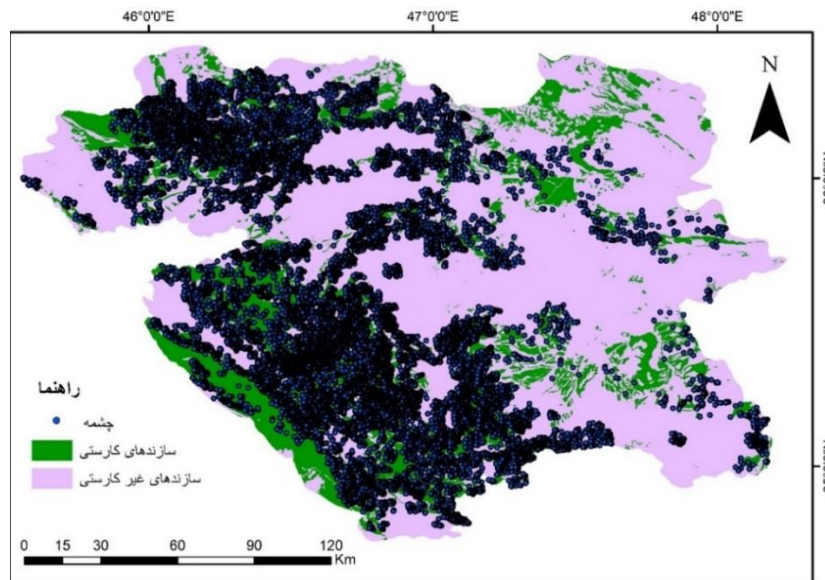 46°0'0"E 47°0'0"E 48°0'0"E
N
راهنما
چشمه
سازندهای کارستی
سازندهای غیر کارستی
0 15 30 60 90 120
Km